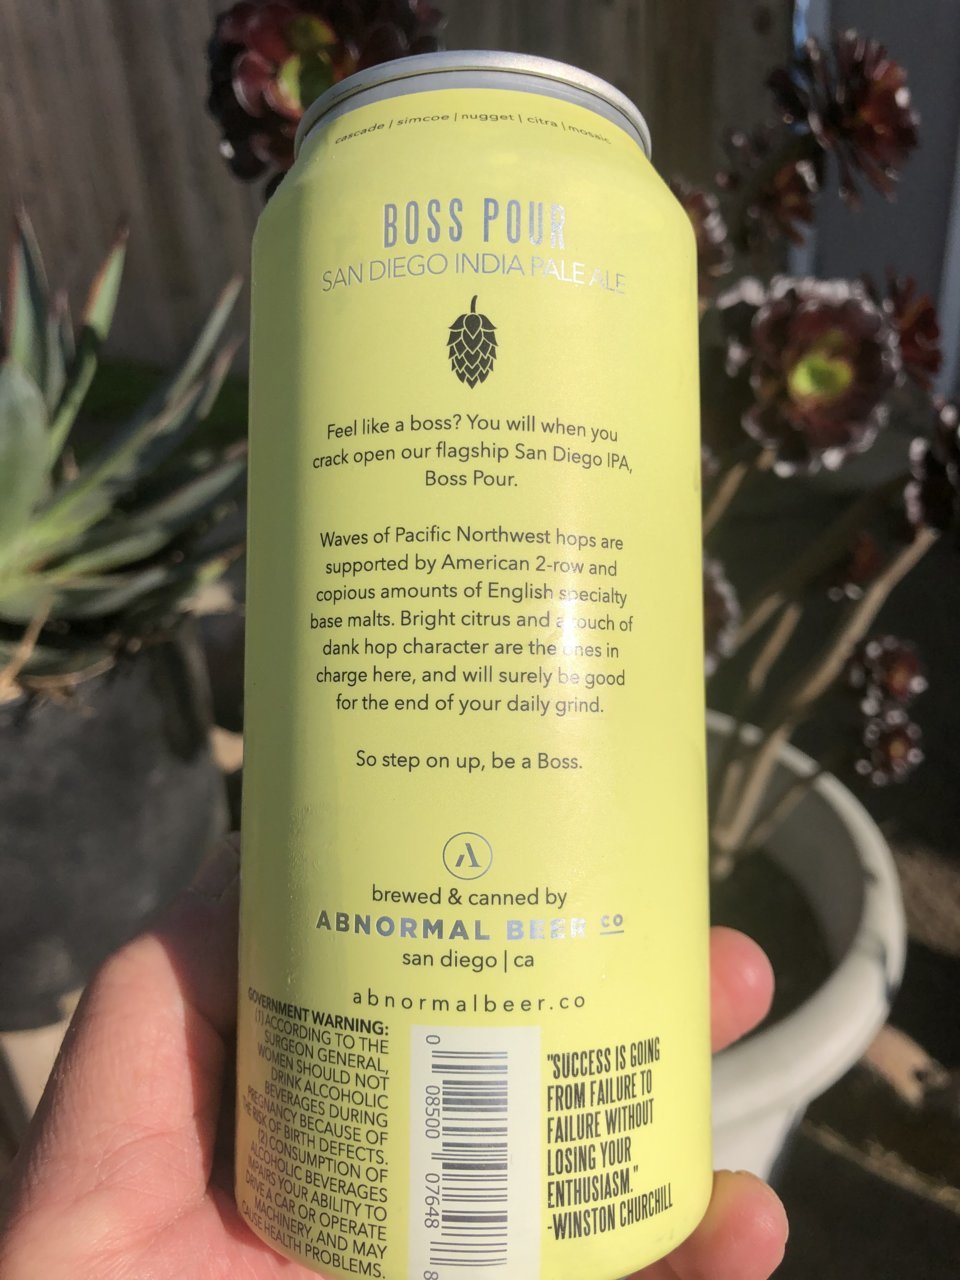 cascade | simcoe | nugget | citra | mosaic
BOSS POUR
SAN DIEGO INDIA PALE ALE
Feel like a boss? You will when you
crack open our flagship San Diego IPA,
Boss Pour.
Waves of Pacific Northwest hops are
supported by American 2-row and
copious amounts of English specialty
base malts. Bright citrus and a touch of
dank hop character are the ones in
charge here, and will surely be good
for the end of your daily grind.
So step on up, be a Boss.
A
brewed & canned by
ABNORMAL BEER CO
san diego | ca
abnormalbeer.co
GOVERNMENT WARNING:
(1) ACCORDING TO THE
SURGEON GENERAL,
WOMEN SHOULD NOT
DRINK ALCOHOLIC
BEVERAGES DURING
PREGNANCY BECAUSE OF
THE RISK OF BIRTH DEFECTS.
(2) CONSUMPTION OF
ALCOHOLIC BEVERAGES
IMPAIRS YOUR ABILITY TO
DRIVE A CAR OR OPERATE
MACHINERY, AND MAY
CAUSE HEALTH PROBLEMS.
0 08500 07648 8
"SUCCESS IS GOING
FROM FAILURE TO
FAILURE WITHOUT
LOSING YOUR
ENTHUSIASM."
-WINSTON CHURCHILL